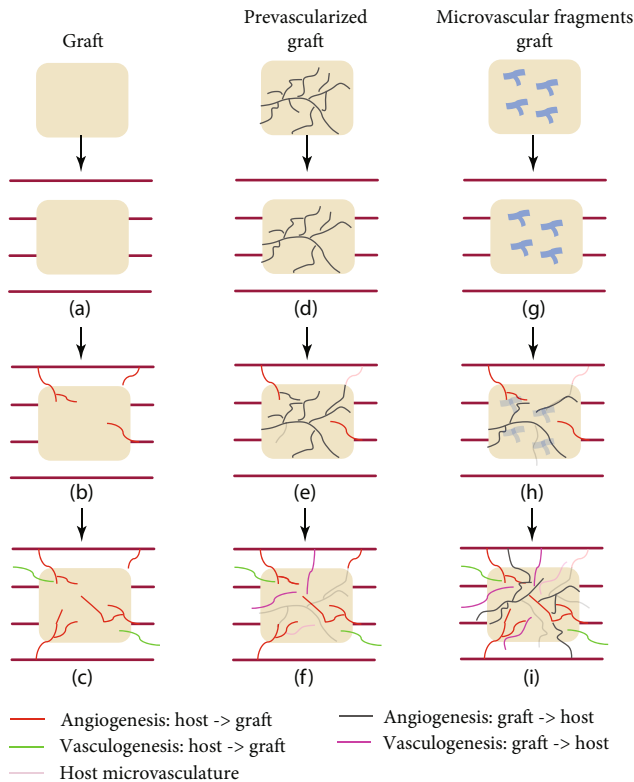 Graft
Prevascularized
graft
Microvascular fragments
graft
(a)
(d)
(g)
(b)
(e)
(h)
(c)
(f)
(i)
Angiogenesis: host -> graft
Vasculogenesis: host -> graft
Host microvasculature
Angiogenesis: graft -> host
Vasculogenesis: graft -> host